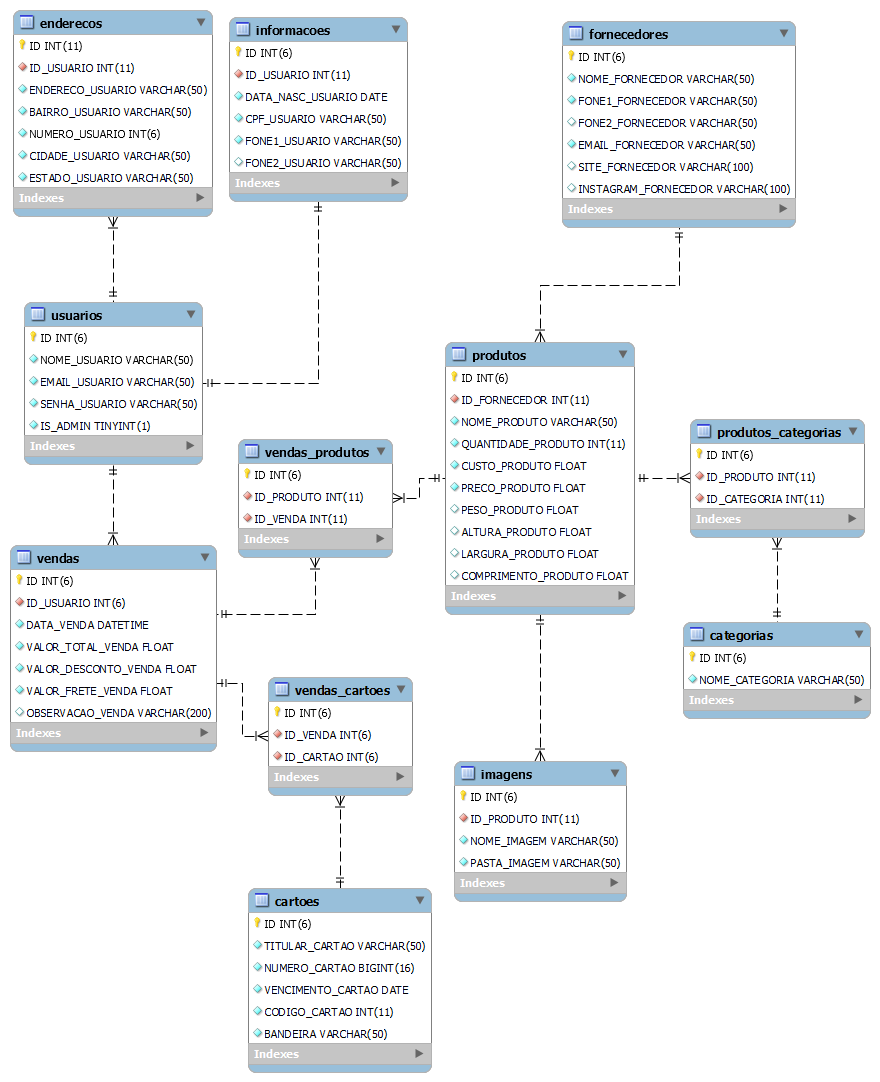 enderecos
ID INT(11)
ID_USUARIO INT(11)
ENDERECO_USUARIO VARCHAR(50)
BAIRRO_USUARIO VARCHAR(50)
NUMERO_USUARIO INT(6)
CIDADE_USUARIO VARCHAR(50)
ESTADO_USUARIO VARCHAR(50)
Indexes
informacoes
ID INT(6)
ID_USUARIO INT(11)
DATA_NASC_USUARIO DATE
CPF_USUARIO VARCHAR(50)
FONE1_USUARIO VARCHAR(50)
FONE2_USUARIO VARCHAR(50)
Indexes
fornecedores
ID INT(6)
NOME_FORNECEDOR VARCHAR(50)
FONE1_FORNECEDOR VARCHAR(50)
FONE2_FORNECEDOR VARCHAR(50)
EMAIL_FORNECEDOR VARCHAR(50)
SITE_FORNECEDOR VARCHAR(100)
INSTAGRAM_FORNECEDOR VARCHAR(100)
Indexes
usuarios
ID INT(6)
NOME_USUARIO VARCHAR(50)
EMAIL_USUARIO VARCHAR(50)
SENHA_USUARIO VARCHAR(50)
IS_ADMIN TINYINT(1)
Indexes
produtos
ID INT(6)
ID_FORNECEDOR INT(11)
NOME_PRODUTO VARCHAR(50)
QUANTIDADE_PRODUTO INT(11)
CUSTO_PRODUTO FLOAT
PRECO_PRODUTO FLOAT
PESO_PRODUTO FLOAT
ALTURA_PRODUTO FLOAT
LARGURA_PRODUTO FLOAT
COMPRIMENTO_PRODUTO FLOAT
Indexes
vendas_produtos
ID INT(6)
ID_PRODUTO INT(11)
ID_VENDA INT(11)
Indexes
produtos_categorias
ID INT(6)
ID_PRODUTO INT(11)
ID_CATEGORIA INT(11)
Indexes
vendas
ID INT(6)
ID_USUARIO INT(6)
DATA_VENDA DATETIME
VALOR_TOTAL_VENDA FLOAT
VALOR_DESCONTO_VENDA FLOAT
VALOR_FRETE_VENDA FLOAT
OBSERVACAO_VENDA VARCHAR(200)
Indexes
categorias
ID INT(6)
NOME_CATEGORIA VARCHAR(50)
Indexes
vendas_cartoes
ID INT(6)
ID_VENDA INT(6)
ID_CARTAO INT(6)
Indexes
imagens
ID INT(6)
ID_PRODUTO INT(11)
NOME_IMAGEM VARCHAR(50)
PASTA_IMAGEM VARCHAR(50)
Indexes
cartoes
ID INT(6)
TITULAR_CARTAO VARCHAR(50)
NUMERO_CARTAO BIGINT(16)
VENCIMENTO_CARTAO DATE
CODIGO_CARTAO INT(11)
BANDEIRA VARCHAR(50)
Indexes